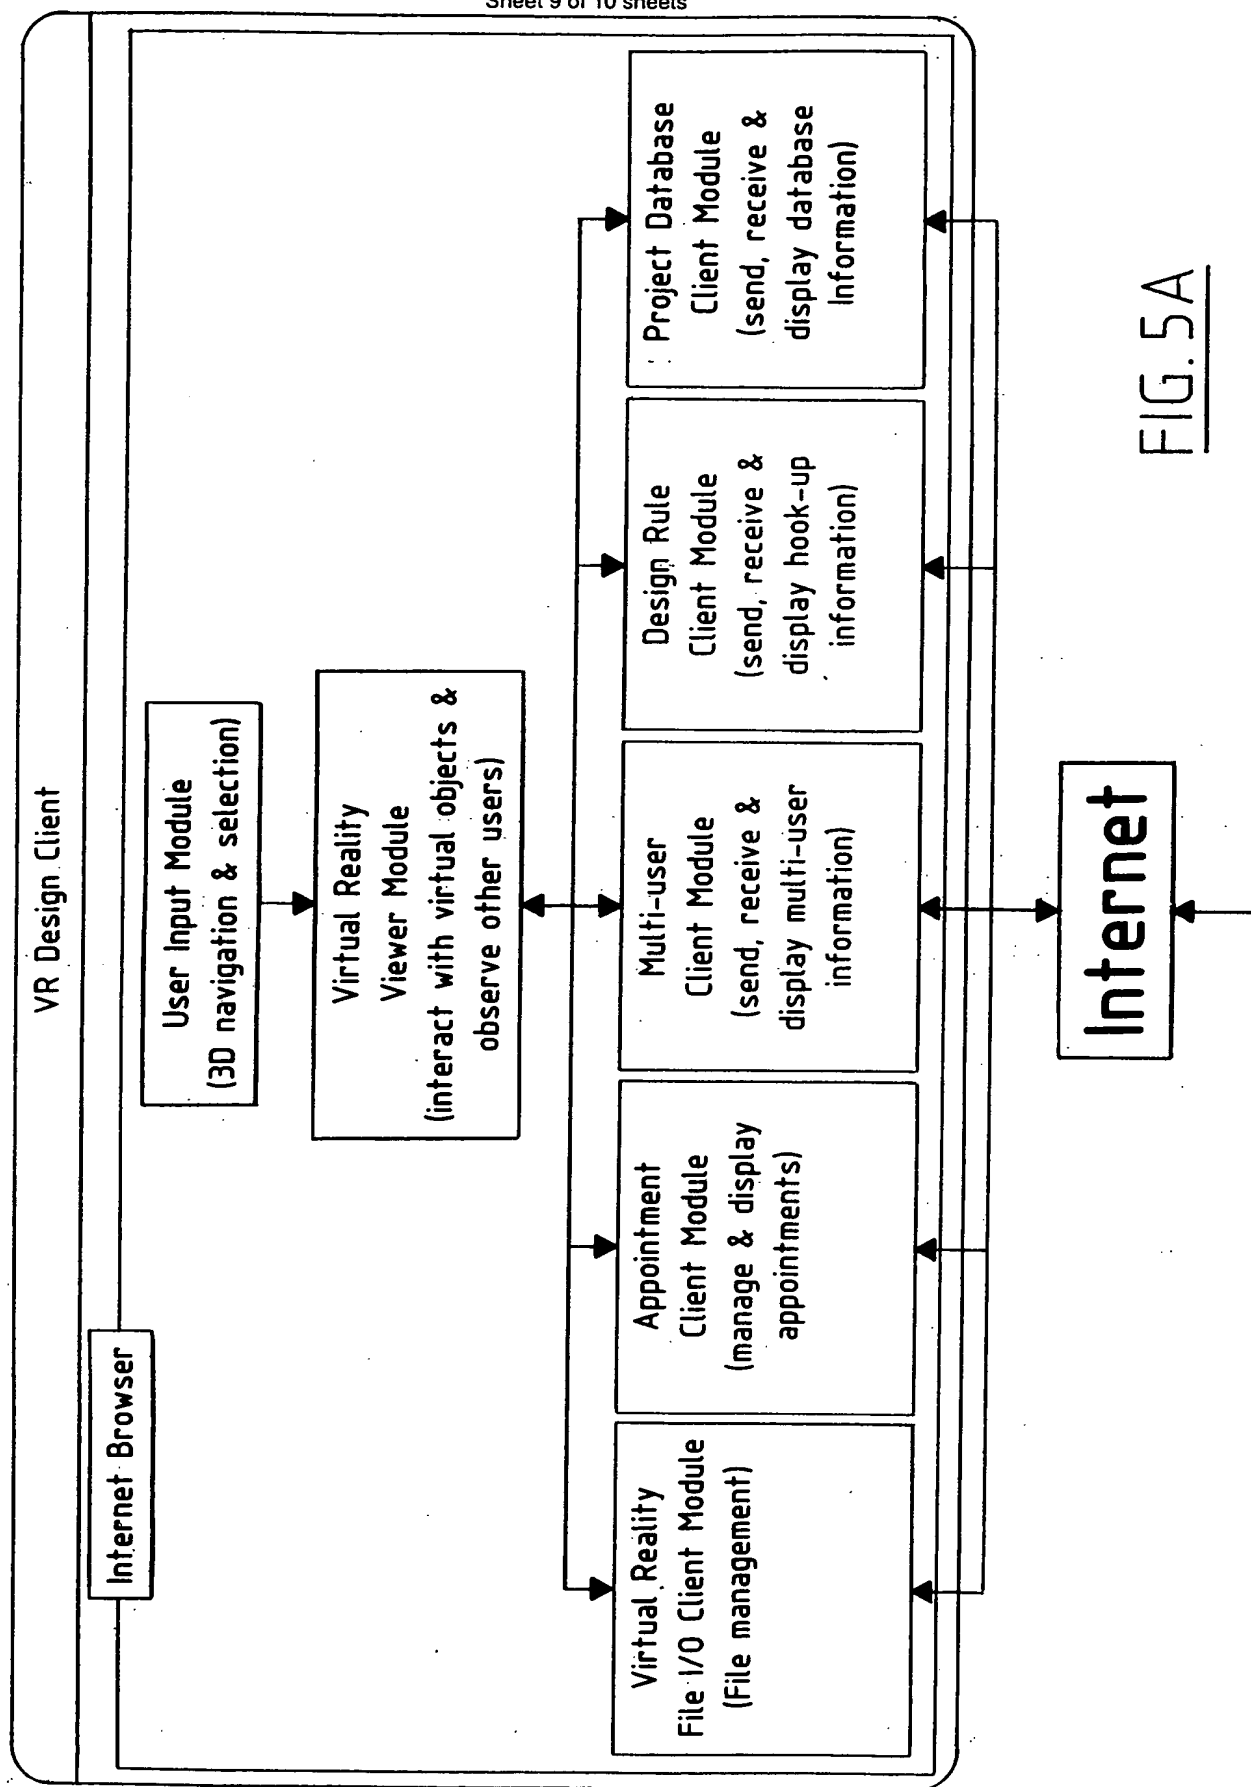 Sheet 9 of 10 sheets
VR Design Client
Internet Browser
User Input Module
(3D navigation & selection)
Virtual Reality
Viewer Module
(interact with virtual objects &
observe other users)
Virtual Reality
File I/O Client Module
(File management)
Appointment
Client Module
(manage & display
appointments)
Multi-user
Client Module
(send, receive &
display multi-user
information)
Design Rule
Client Module
(send, receive &
display hook-up
information)
Project Database
Client Module
(send, receive &
display database
Information)
Internet
FIG. 5A